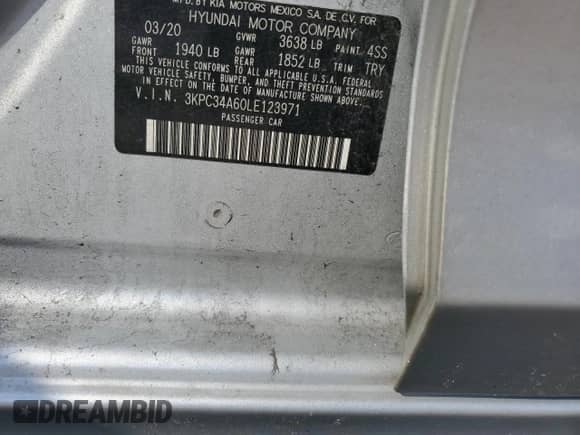 MFD.BY KIA MOTORS MEXICO S.A. DE.C.V. FOR
HYUNDAI MOTOR COMPANY
03/20 GVWR 3638 LB PAINT 4SS
GAWR FRONT 1940 LB GAWR REAR 1852 LB TRIM TRY
THIS VEHICLE CONFORMS TO ALL APPLICABLE U.S.A. FEDERAL
MOTOR VEHICLE SAFETY, BUMPER, AND THEFT PREVENTION STANDARDS
IN EFFECT ON THE DATE OF MANUFACTURE SHOWN ABOVE.
V.I.N. 3KPC34A60LE123971
PASSENGER CAR
DREAMBID